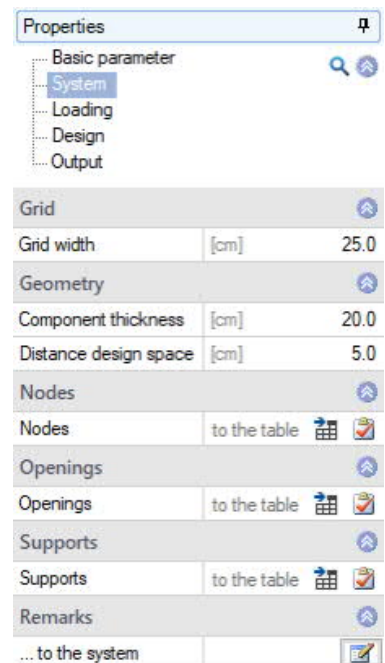 Properties
Basic parameter
System
Loading
Design
Output
Grid
Grid width [cm] 25.0
Geometry
Component thickness [cm] 20.0
Distance design space [cm] 5.0
Nodes
Nodes to the table
Openings
Openings to the table
Supports
Supports to the table
Remarks
... to the system